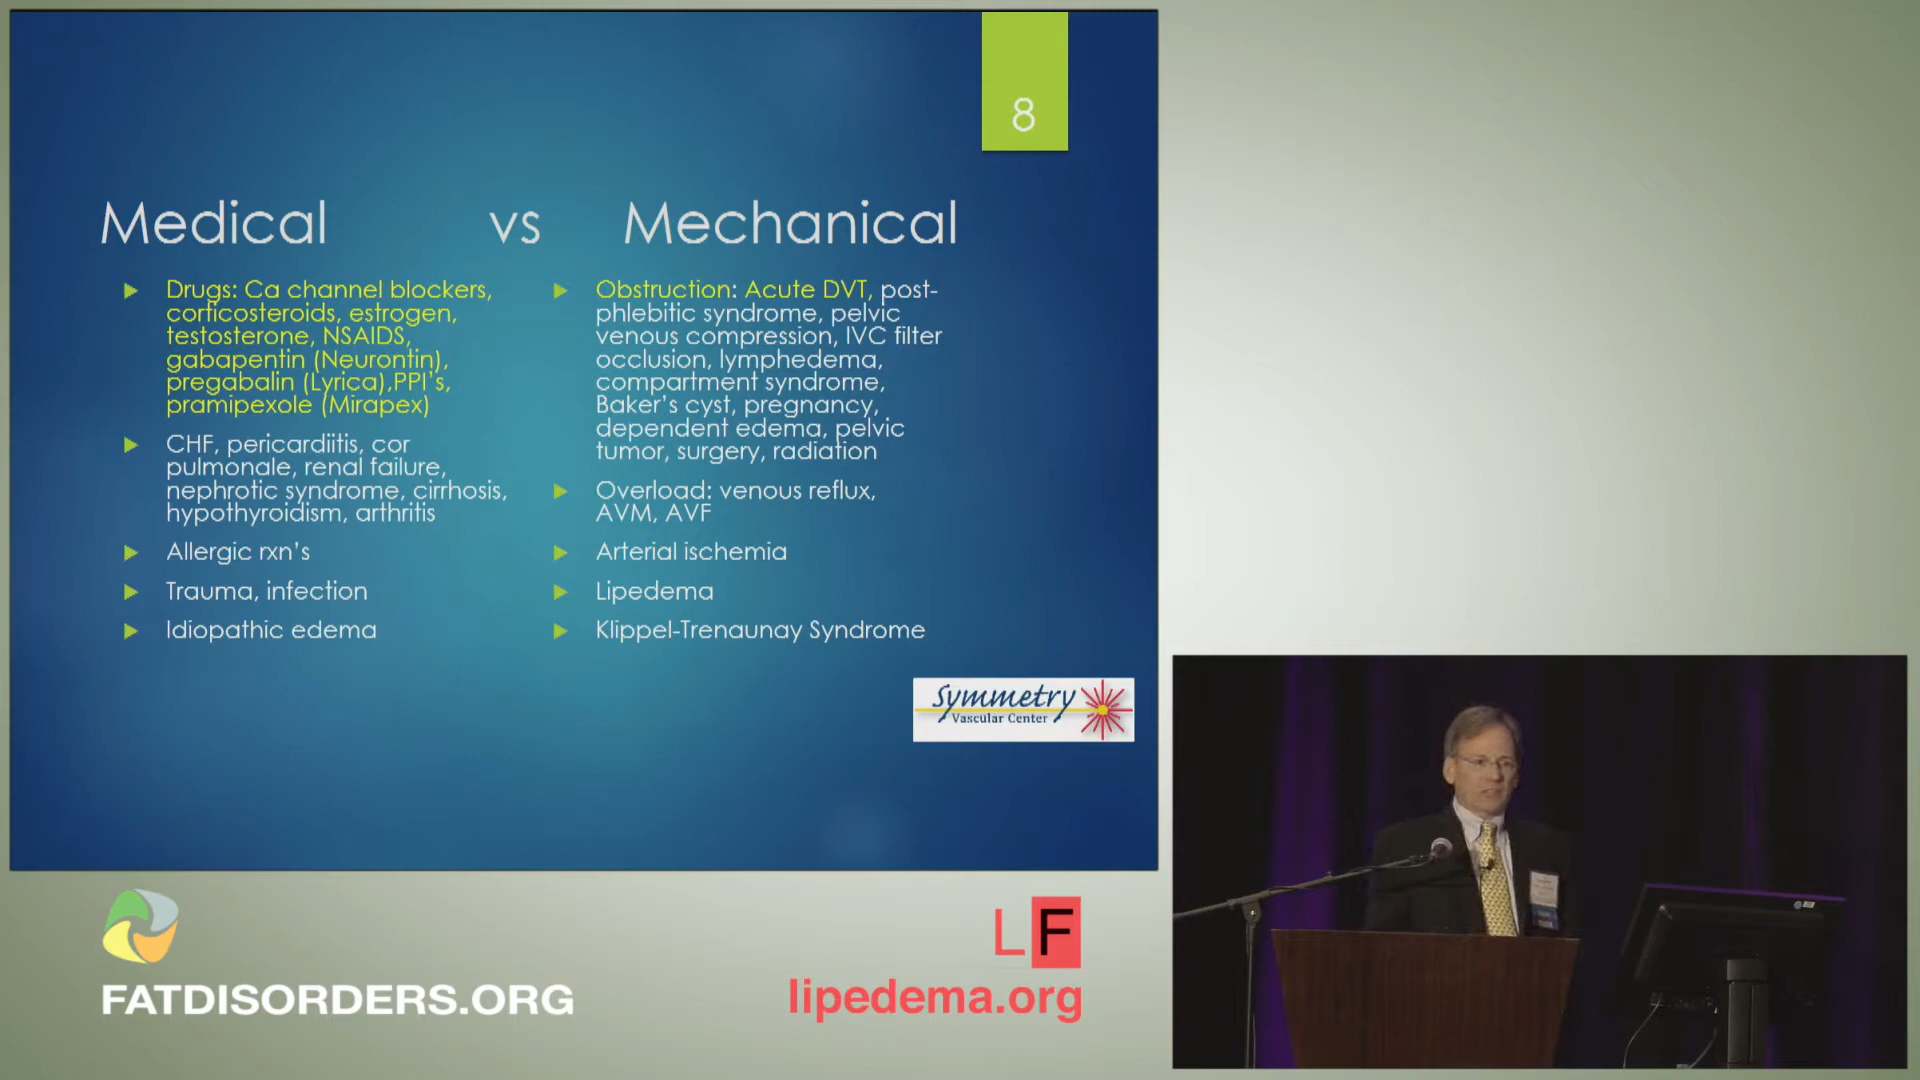 8
Medical vs Mechanical
Drugs: Ca channel blockers,
corticosteroids, estrogen,
testosterone, NSAIDS,
gabapentin (Neurontin),
pregabalin (Lyrica),PPI's,
pramipexole (Mirapex)
CHF, pericardiitis, cor
pulmonale, renal failure,
nephrotic syndrome, cirrhosis,
hypothyroidism, arthritis
Allergic rxn's
Trauma, infection
Idiopathic edema
Obstruction: Acute DVT, post-
phlebitic syndrome, pelvic
venous compression, IVC filter
occlusion, lymphedema,
compartment syndrome,
Baker's cyst, pregnancy,
dependent edema, pelvic
tumor, surgery, radiation
Overload: venous reflux,
AVM, AVF
Arterial ischemia
Lipedema
Klippel-Trenaunay Syndrome
Symmetry
Vascular Center
FATDISORDERS.ORG
LF
lipedema.org